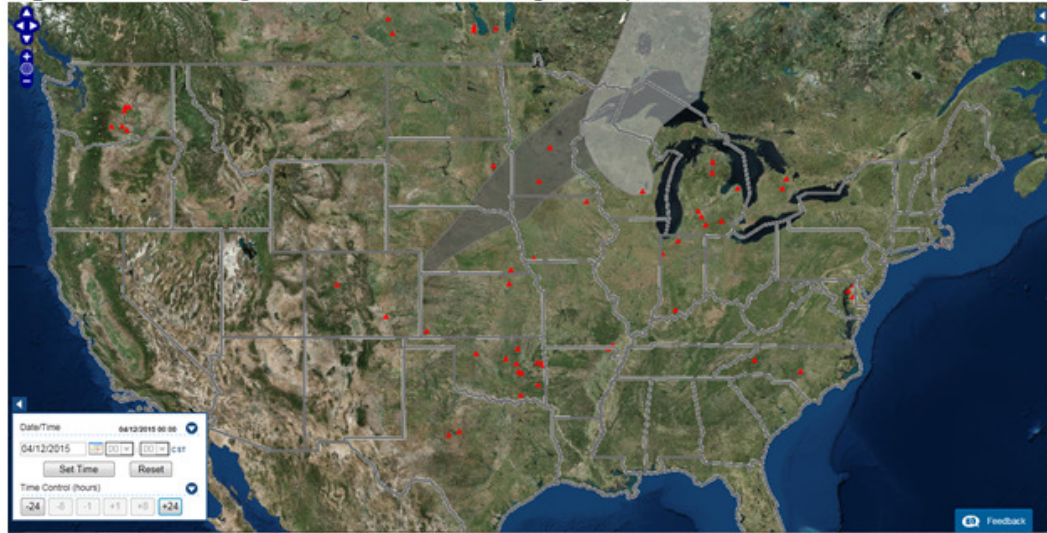 Date/Time 04/12/2015 00:00
04/12/2015 00 00 CST
Set Time Reset
Time Control (hours)
-24 -6 -1 +1 +6 +24
Feedback